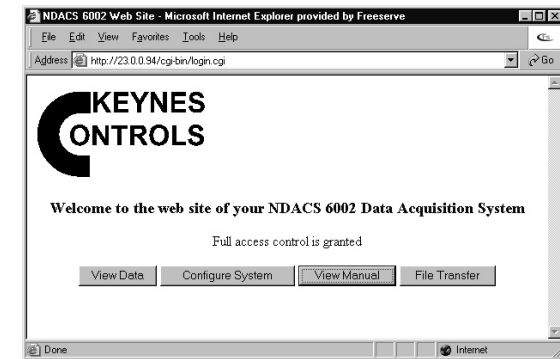 NDACS 6002 Web Site - Microsoft Internet Explorer provided by Freeserve
File Edit View Favorites Tools Help
Address http://23.0.0.94/cgi-bin/login.cgi Go
KEYNES
CONTROLS
Welcome to the web site of your NDACS 6002 Data Acquisition System
Full access control is granted
View Data Configure System View Manual File Transfer
Done Internet